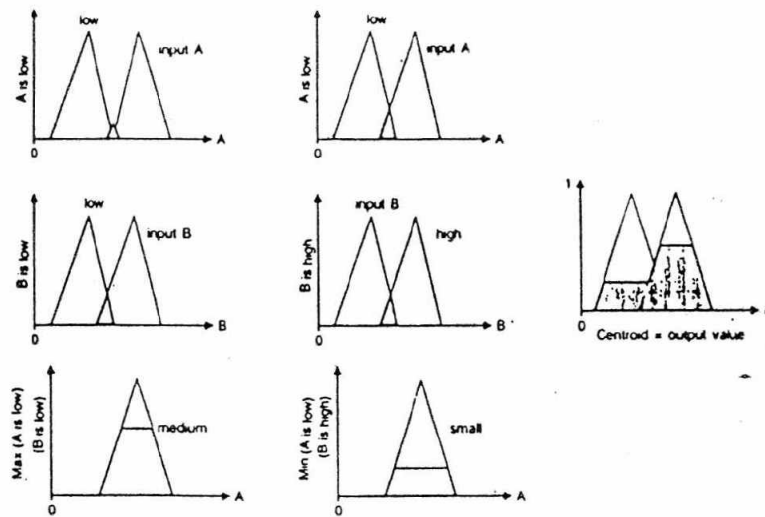 low
input A
A is low
0
A
low
input A
A is low
0
A
low
input B
B is low
0
B
input B
high
B is high
0
B
1
0
Centroid = output value
Max (A is low)
(B is low)
medium
0
A
Min (A is low)
(B is high)
small
0
A